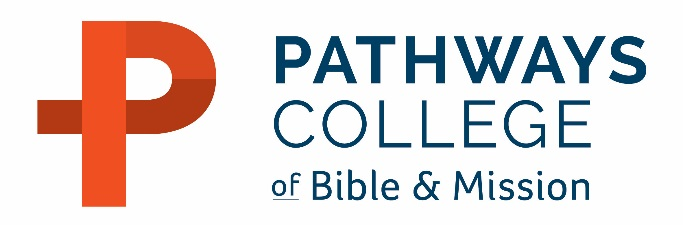 PATHWAYS
COLLEGE
of Bible & Mission